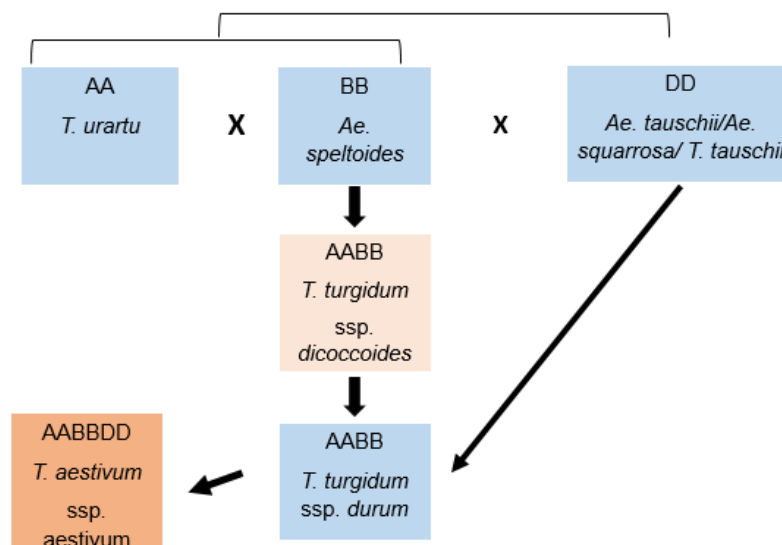 AA
T. urartu
X
BB
Ae.
speltoides
x
DD
Ae. tauschii/Ae.
squarrosa/ T. tauschii
AABB
T. turgidum
ssp.
dicoccoides
AABBDD
T. aestivum
ssp.
aestivum
AABB
T. turgidum
ssp. durum